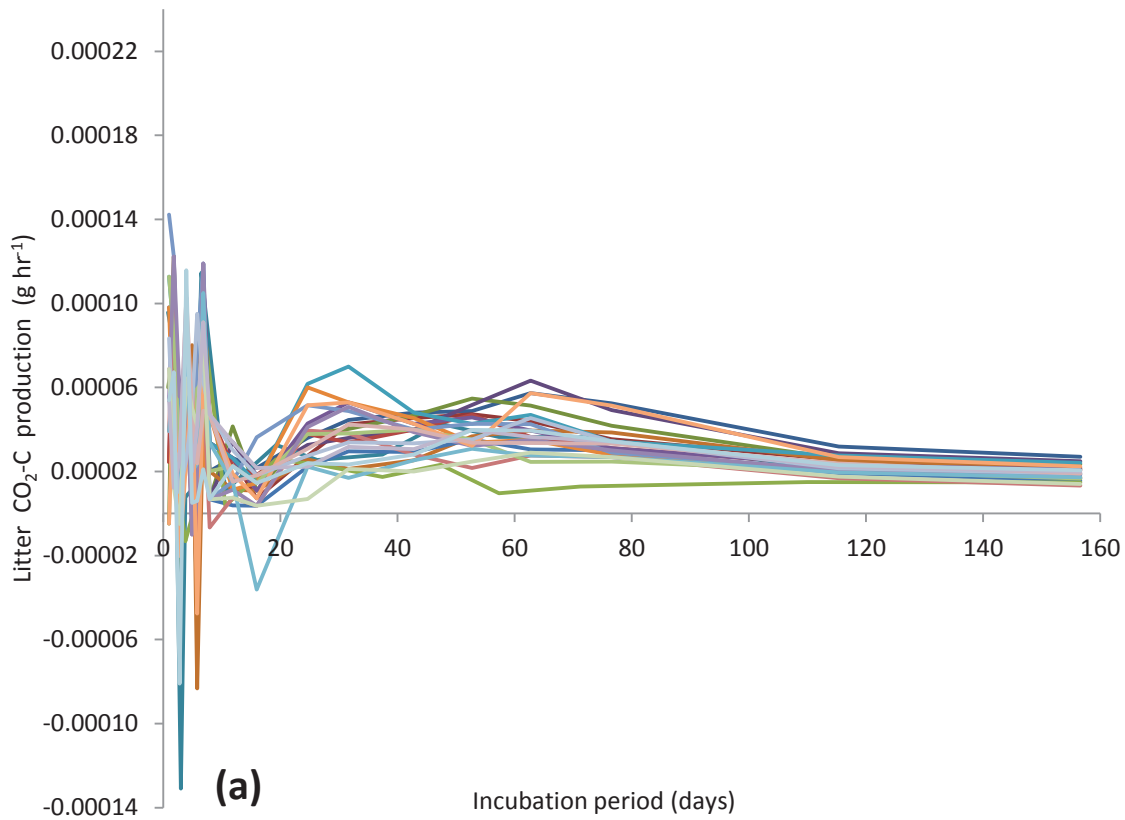 Litter CO₂-C production (g hr⁻¹)
0.00022
0.00018
0.00014
0.00010
0.00006
0.00002
-0.00002
-0.00006
-0.00010
-0.00014
0 20 40 60 80 100 120 140 160
(a)
Incubation period (days)